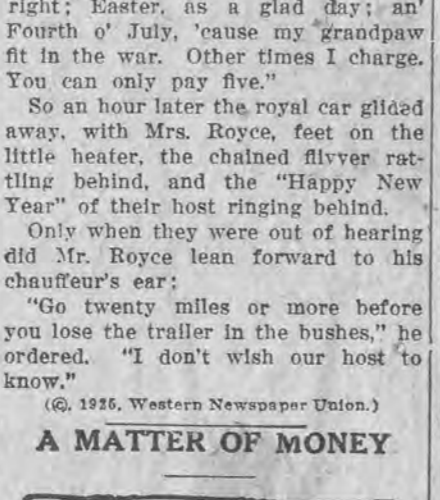 right; Easter, as a glad day; an'
Fourth o' July, 'cause my grandpaw
fit in the war. Other times I charge.
You can only pay five."
So an hour later the royal car glided
away, with Mrs. Royce, feet on the
little heater, the chained flivver rat-
tling behind, and the "Happy New
Year" of their host ringing behind.
Only when they were out of hearing
did Mr. Royce lean forward to his
chauffeur's ear:
"Go twenty miles or more before
you lose the trailer in the bushes," he
ordered. "I don't wish our host to
know."
(©, 1926, Western Newspaper Union.)
A MATTER OF MONEY